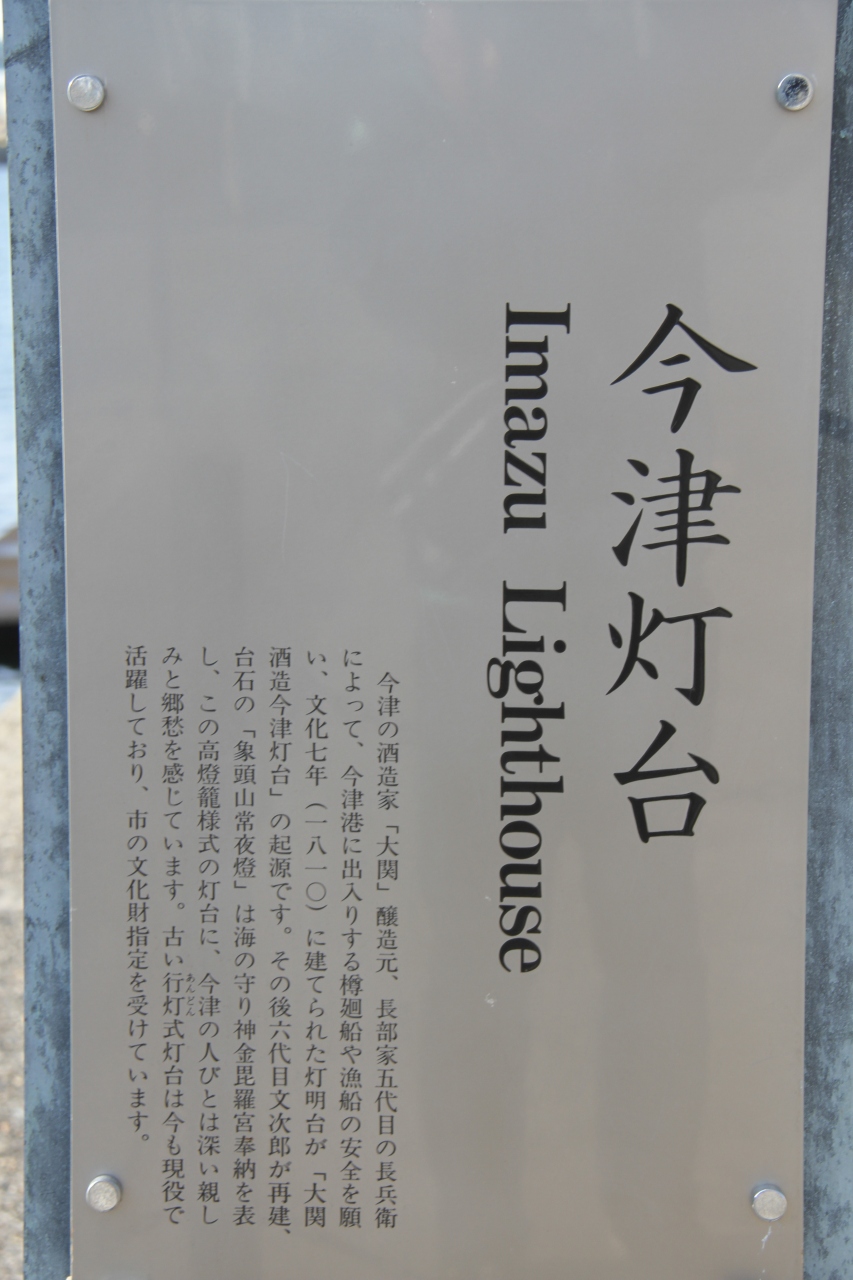 今津灯台
Imazu Lighthouse
今津の酒造家「大関」醸造元、長部家五代目の長兵衛
によって、今津港に出入りする樽廻船や漁船の安全を願
い、文化七年（一八一〇）に建てられた灯明台が「大関
酒造今津灯台」の起源です。その後六代目文次郎が再建、
台石の「象頭山常夜燈」は海の守り神金毘羅宮奉納を表
し、この高燈籠様式の灯台に、今津の人びとは深い親し
みと郷愁を感じています。古い行灯式灯台は今も現役で
あんどん
活躍しており、市の文化財指定を受けています。